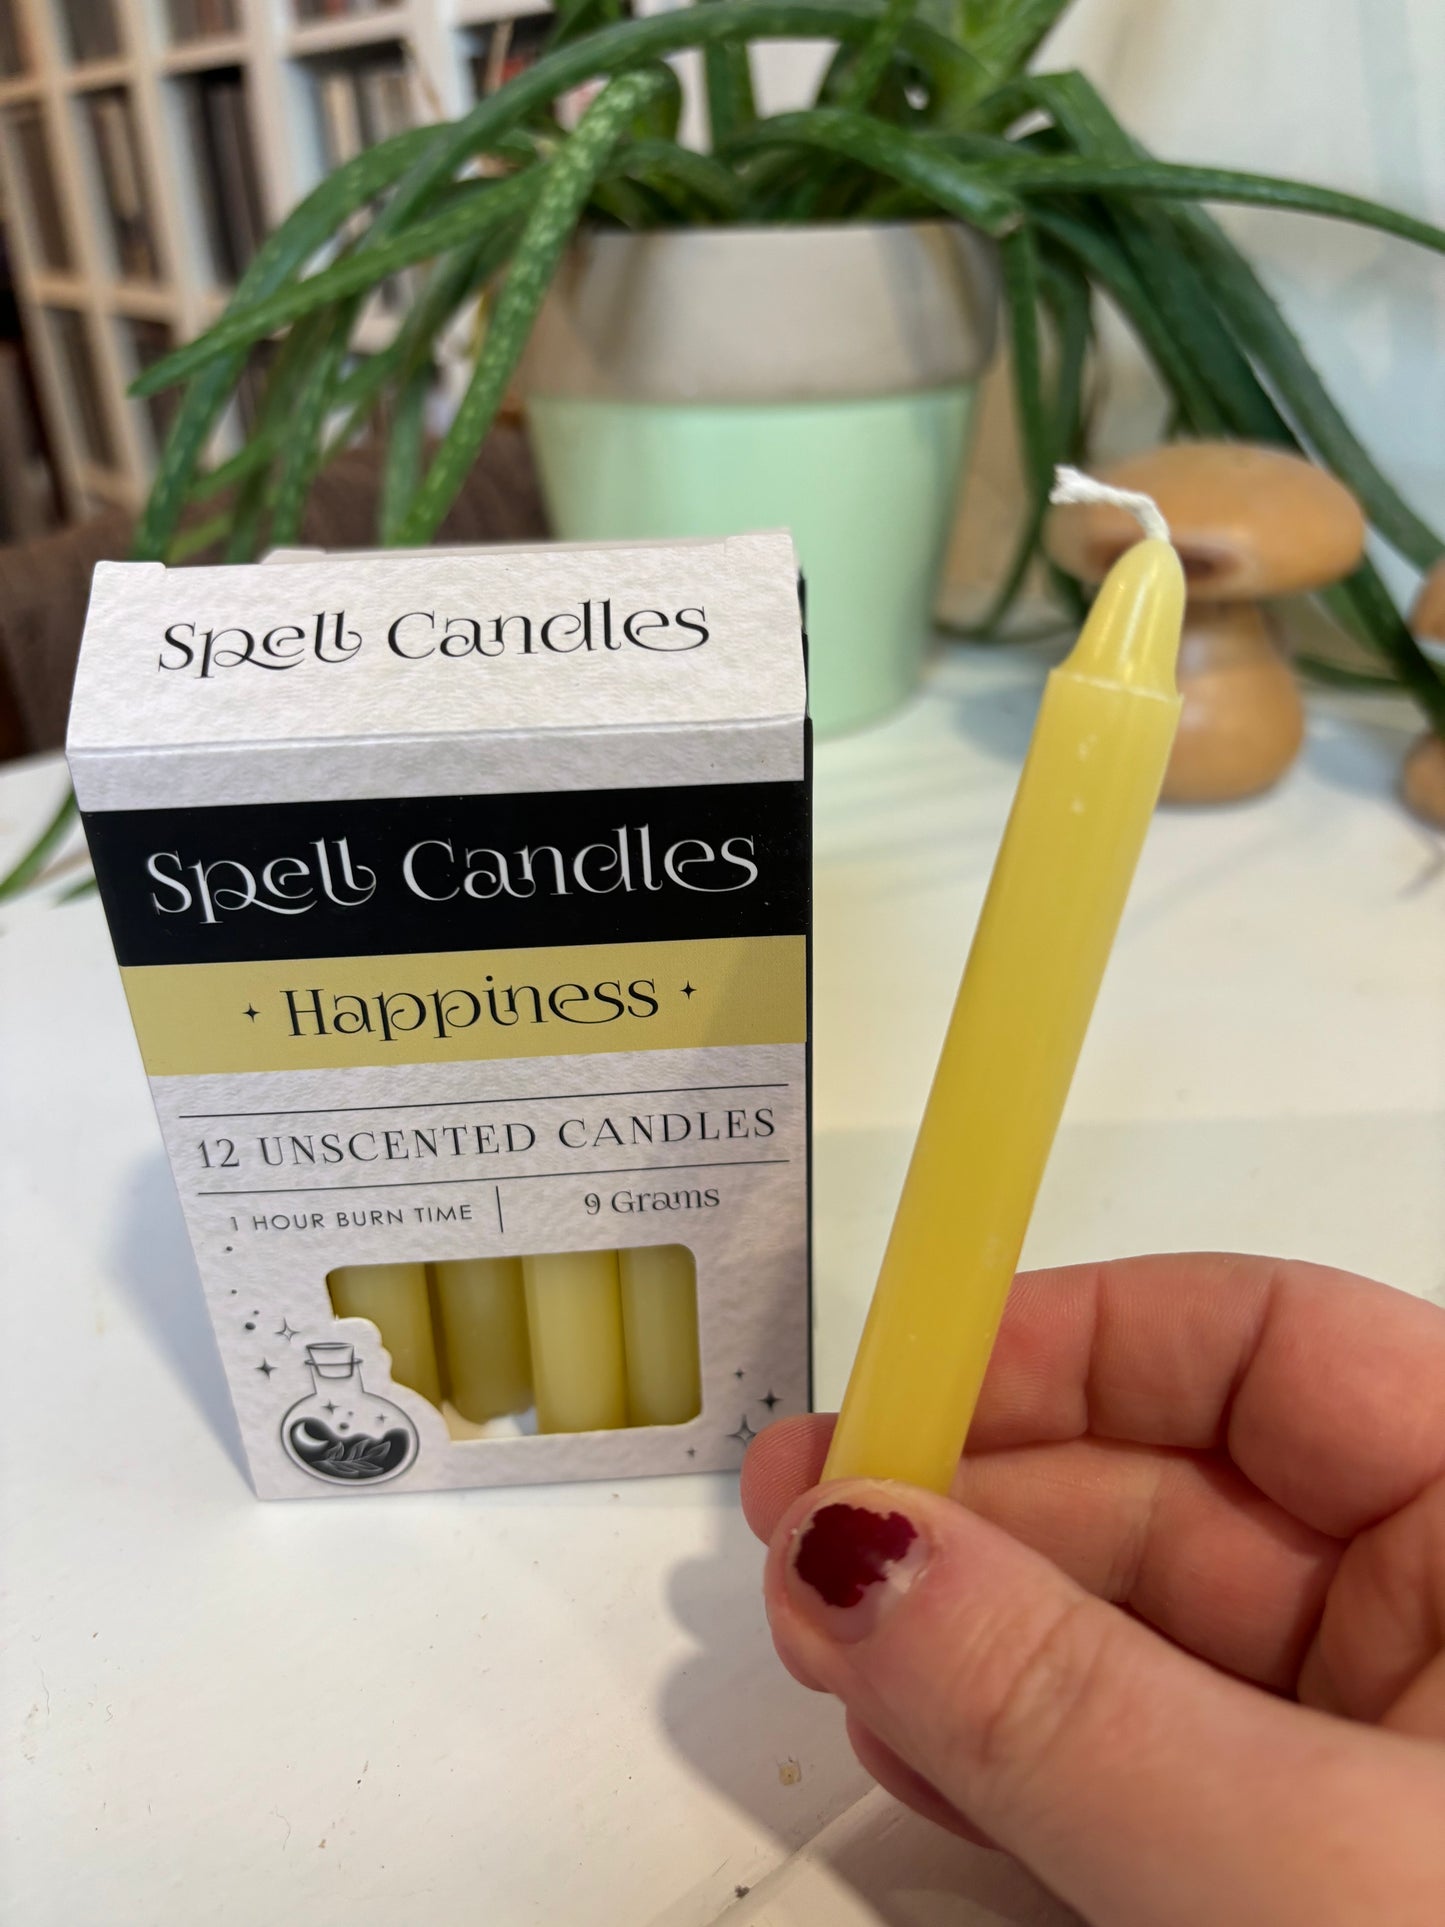 Spell Candles
Spell Candles
Happiness
12 UNSCENTED CANDLES
1 HOUR BURN TIME
9 Grams